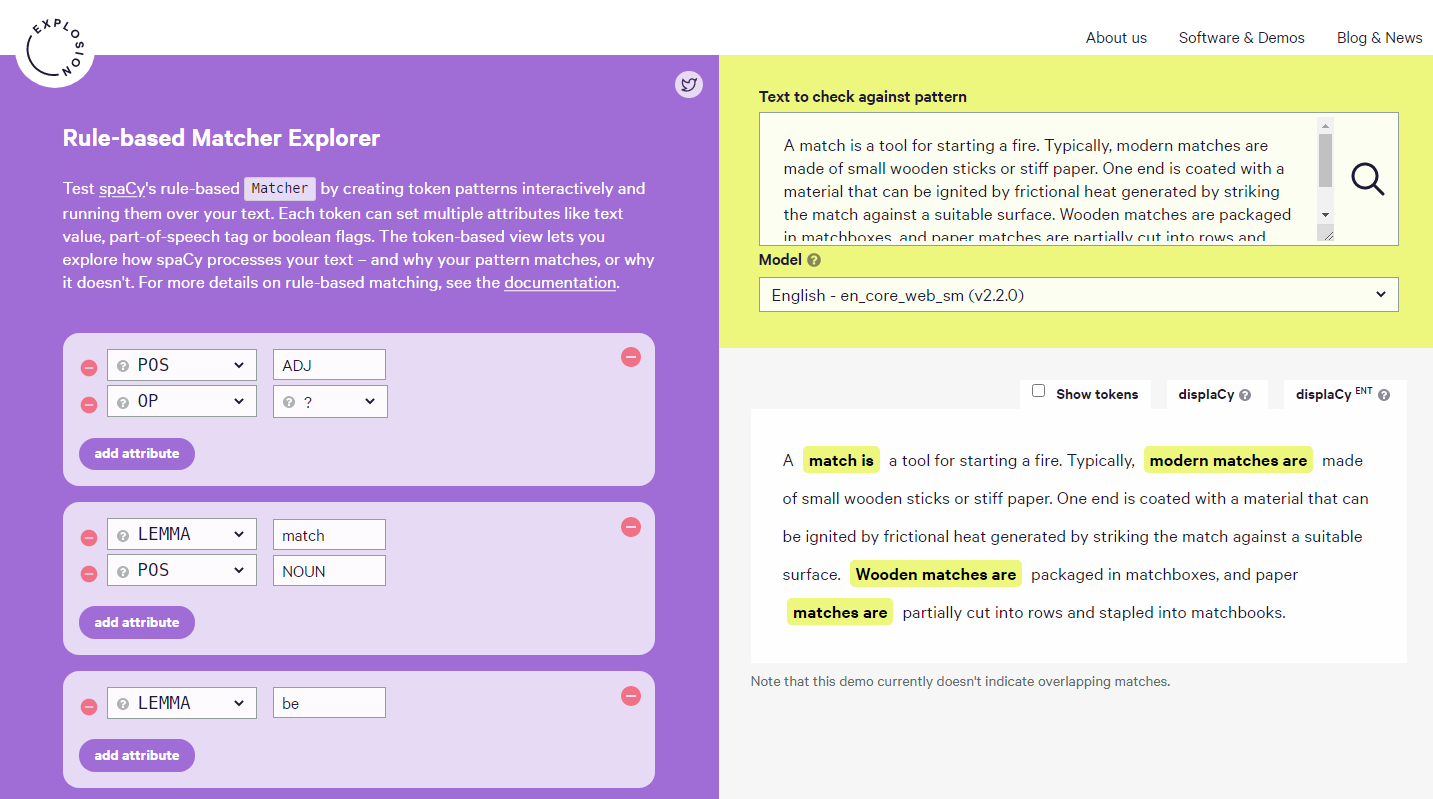 EXPLOSION
About us
Software & Demos
Blog & News
Rule-based Matcher Explorer
Test spaCy's rule-based Matcher by creating token patterns interactively and
running them over your text. Each token can set multiple attributes like text
value, part-of-speech tag or boolean flags. The token-based view lets you
explore how spaCy processes your text – and why your pattern matches, or why
it doesn't. For more details on rule-based matching, see the documentation.
? POS
ADJ
? OP
? ?
add attribute
? LEMMA
match
? POS
NOUN
add attribute
? LEMMA
be
add attribute
Text to check against pattern
A match is a tool for starting a fire. Typically, modern matches are
made of small wooden sticks or stiff paper. One end is coated with a
material that can be ignited by frictional heat generated by striking
the match against a suitable surface. Wooden matches are packaged
in matchboxes, and paper matches are partially cut into rows and
Model ?
English - en_core_web_sm (v2.2.0)
Show tokens
displaCy ?
displaCy ENT ?
A match is a tool for starting a fire. Typically, modern matches are made
of small wooden sticks or stiff paper. One end is coated with a material that can
be ignited by frictional heat generated by striking the match against a suitable
surface. Wooden matches are packaged in matchboxes, and paper
matches are partially cut into rows and stapled into matchbooks.
Note that this demo currently doesn't indicate overlapping matches.